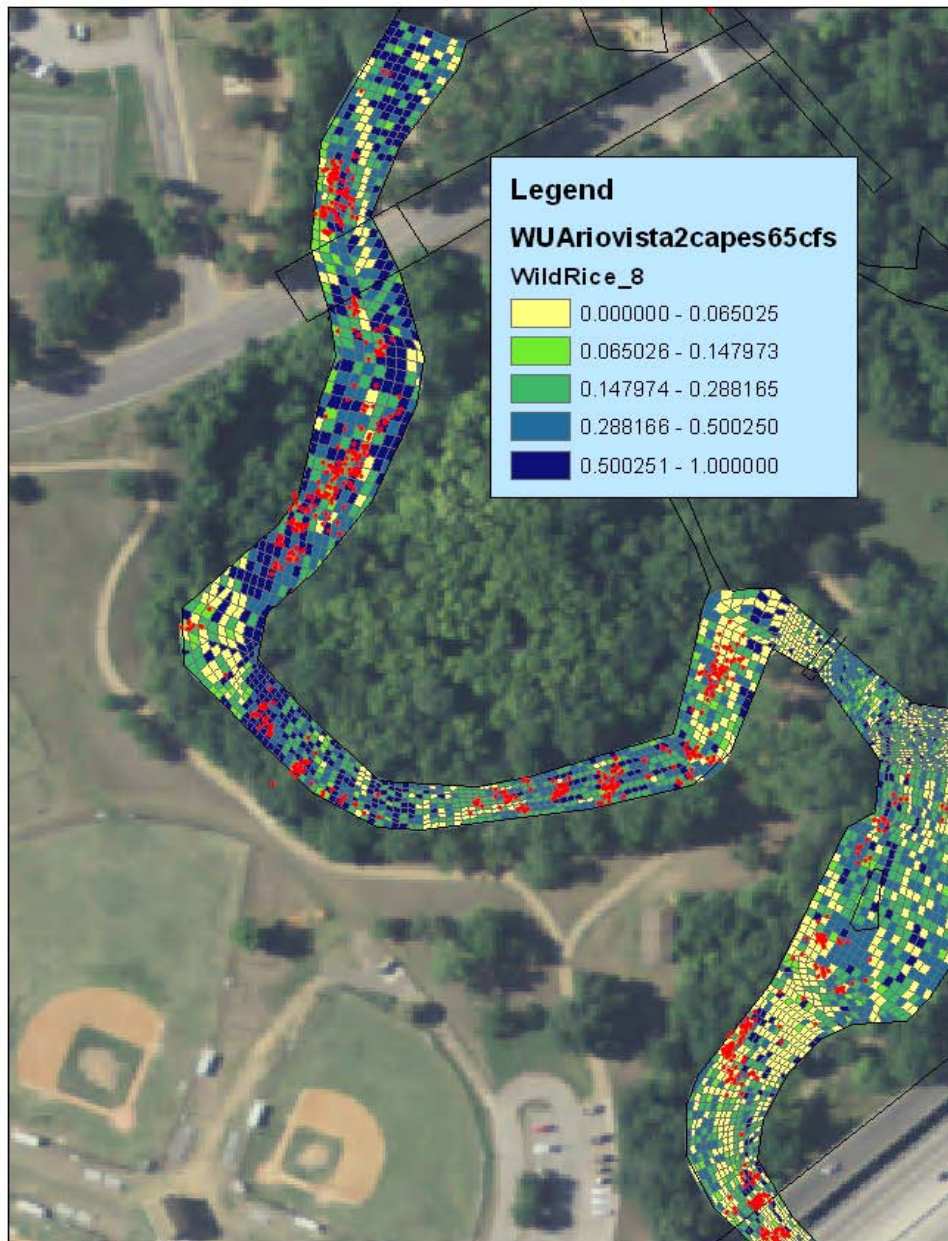 Legend
WUAriovista2capes65cfs
WildRice_8
0.000000 - 0.065025
0.065026 - 0.147973
0.147974 - 0.288165
0.288166 - 0.500250
0.500251 - 1.000000